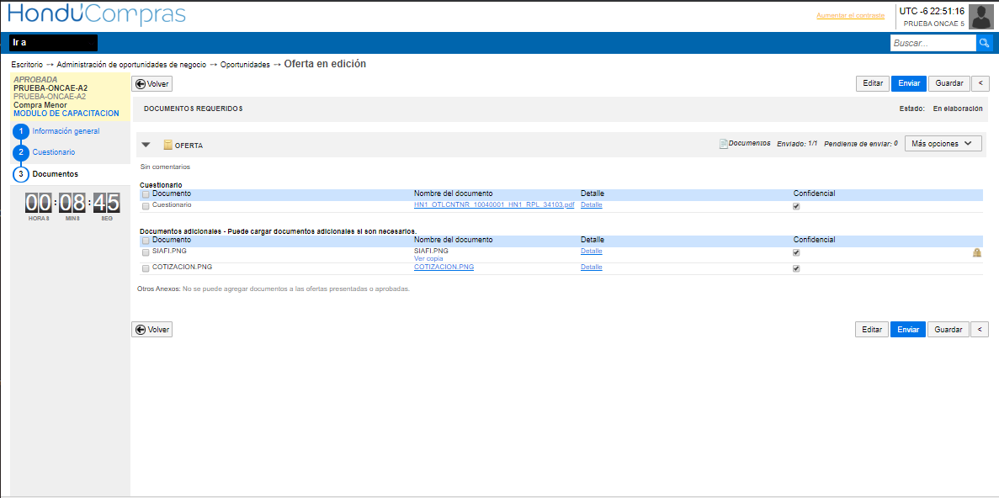 HonduCompras
Aumentar el contraste
UTC -6 22:51:16
PRUEBA ONCAE 5
Ir a
Buscar...
Escritorio → Administración de oportunidades de negocio → Oportunidades → Oferta en edición
APROBADA
PRUEBA-ONCAE-A2
PRUEBA-ONCAE-A2
Compra Menor
MODULO DE CAPACITACION
1 Información general
2 Cuestionario
3 Documentos
00:08:45
HORAS MINS SEG
Volver
Editar Enviar Guardar <
DOCUMENTOS REQUERIDOS
Estado: En elaboración
OFERTA
Documentos Enviado: 1/1 Pendiente de enviar: 0 Más opciones
Sin comentarios
Cuestionario
Documento Nombre del documento Detalle Confidencial
Cuestionario HN1_OTLCNTNR_10040001_HN1_RPL_34103.pdf Detalle
Documentos adicionales - Puede cargar documentos adicionales si son necesarios.
Documento Nombre del documento Detalle Confidencial
SIAFI.PNG SIAFI.PNG Detalle
Ver copia
COTIZACION.PNG COTIZACION.PNG Detalle
Otros Anexos: No se puede agregar documentos a las ofertas presentadas o aprobadas.
Volver
Editar Enviar Guardar <